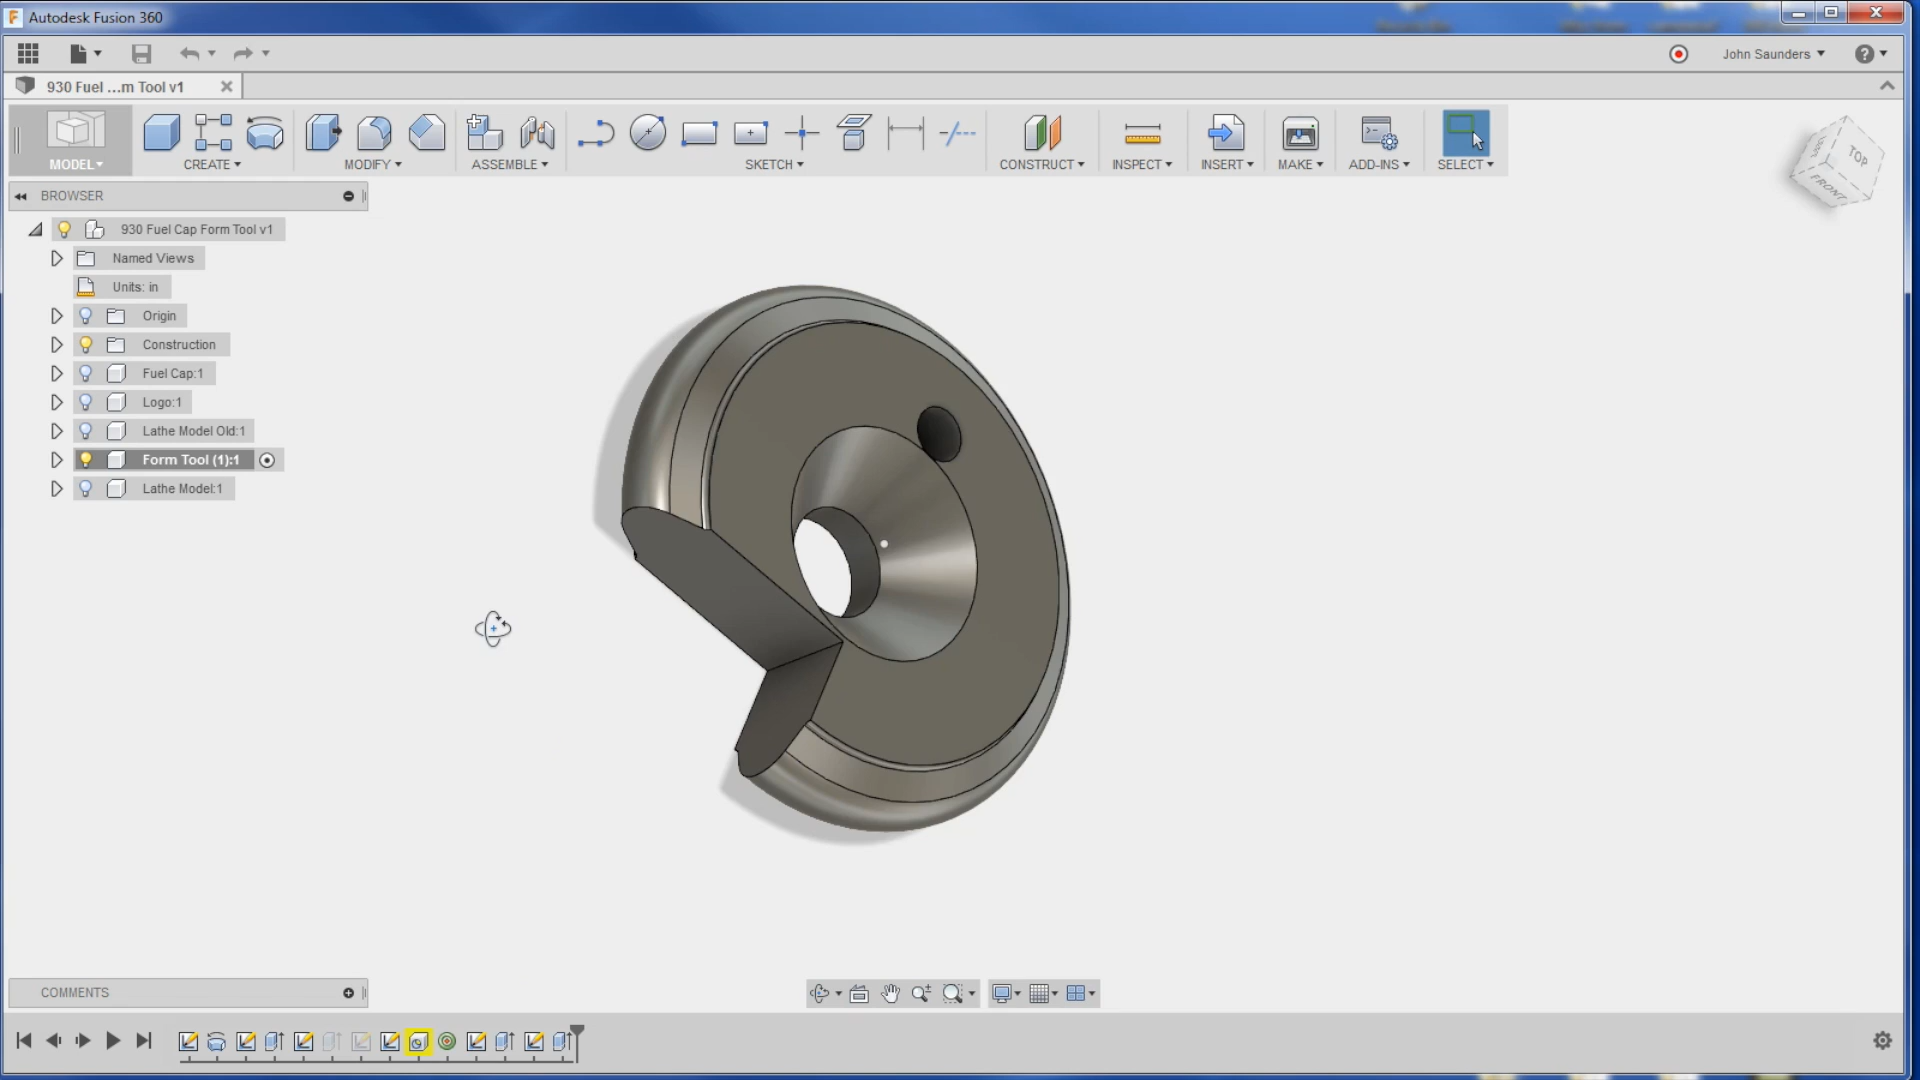 Autodesk Fusion 360
John Saunders
930 Fuel ...m Tool v1
MODEL
CREATE
MODIFY
ASSEMBLE
SKETCH
CONSTRUCT
INSPECT
INSERT
MAKE
ADD-INS
SELECT
TOP
FRONT
BROWSER
930 Fuel Cap Form Tool v1
Named Views
Units: in
Origin
Construction
Fuel Cap:1
Logo:1
Lathe Model Old:1
Form Tool (1):1
Lathe Model:1
COMMENTS